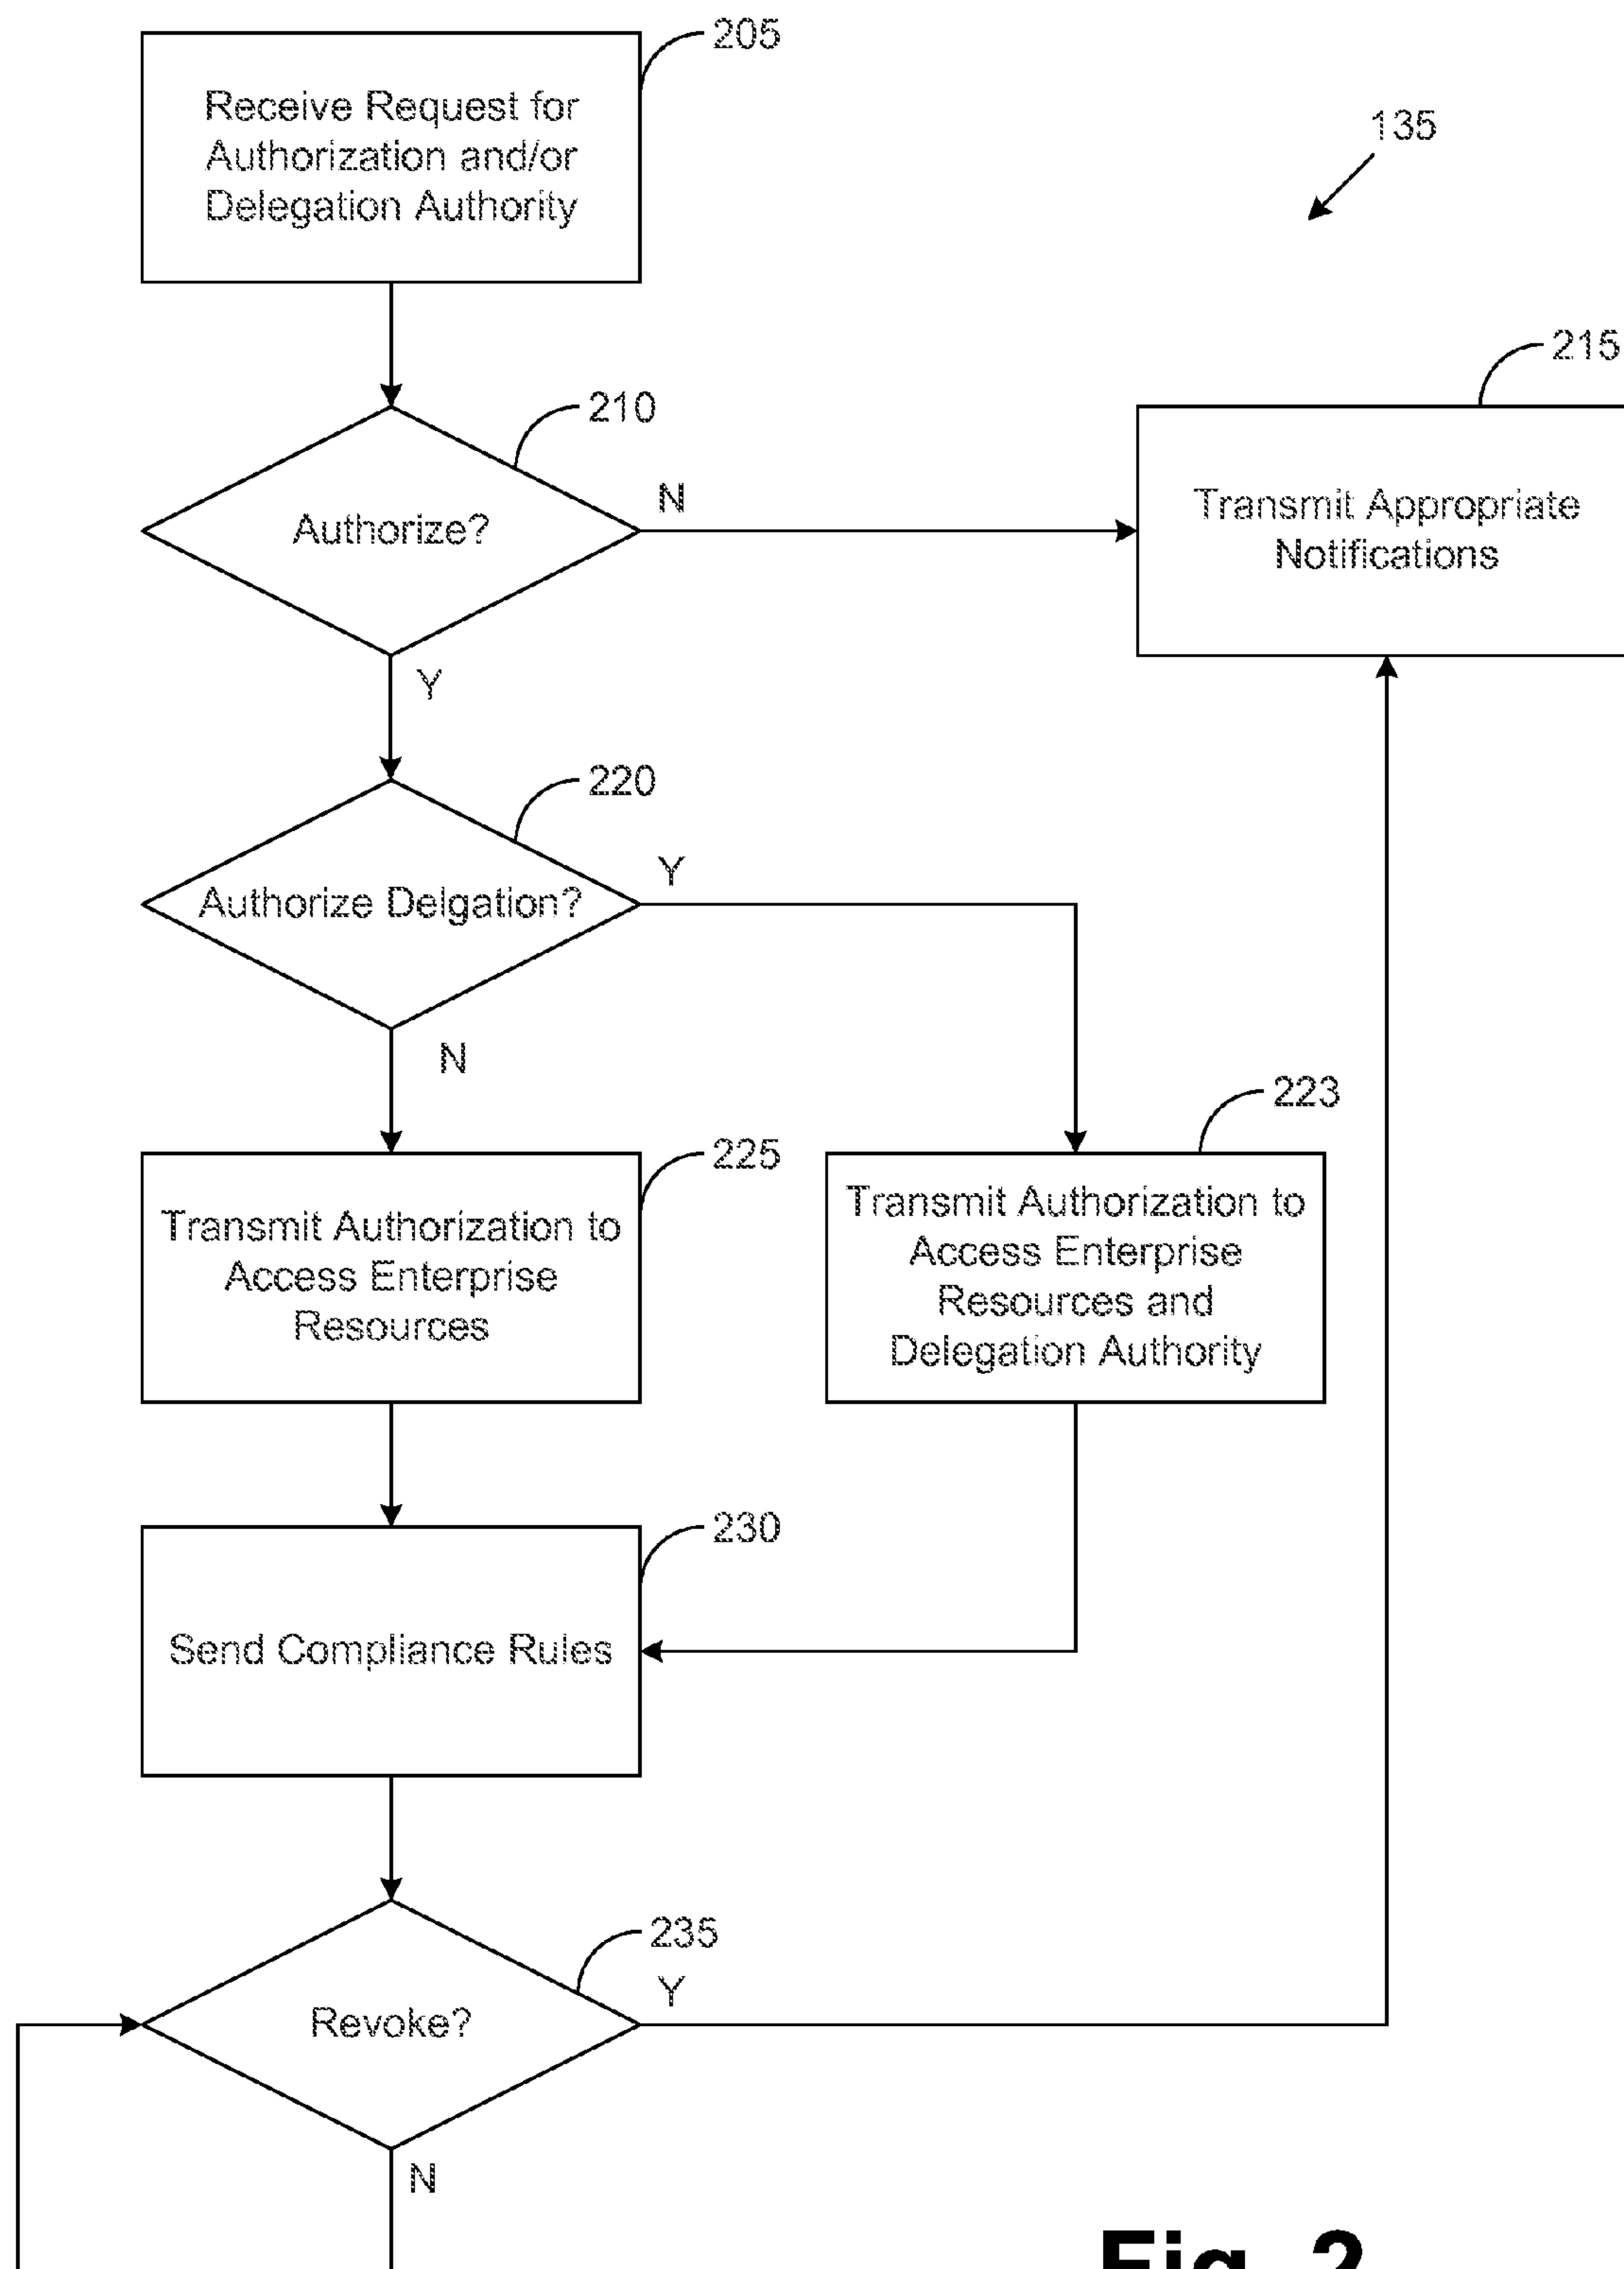 205
Receive Request for
Authorization and/or
Delegation Authority
135
215
210
Authorize?
N
Transmit Appropriate
Notifications
Y
220
Authorize Delgation?
Y
N
223
225
Transmit Authorization to
Access Enterprise
Resources
Transmit Authorization to
Access Enterprise
Resources and
Delegation Authority
230
Send Compliance Rules
235
Y
Revoke?
N
Fig. 2